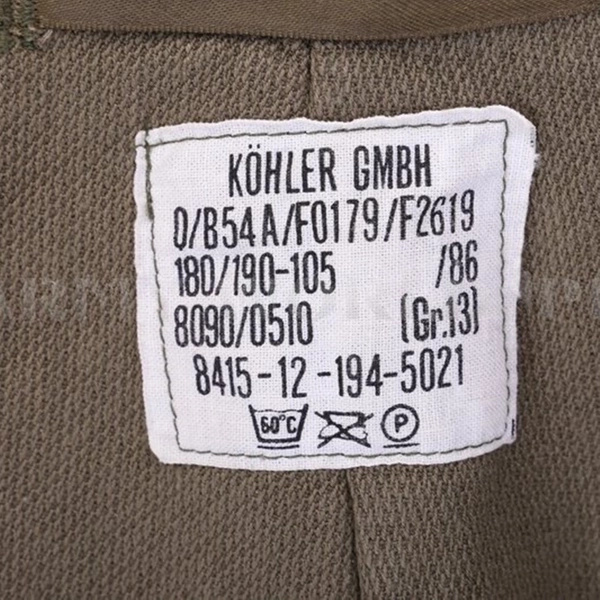 KÖHLER GMBH
0/B54A/F0179/F2619
180/190-105 /86
8090/0510 (Gr.13)
8415-12-194-5021
60°C P